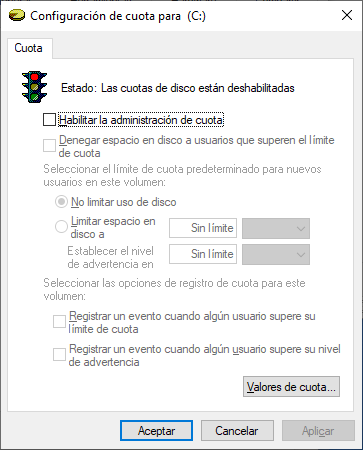 Configuración de cuota para (C:)
Cuota
Estado: Las cuotas de disco están deshabilitadas
Habilitar la administración de cuota
Denegar espacio en disco a usuarios que superen el límite
de cuota
Seleccionar el límite de cuota predeterminado para nuevos
usuarios en este volumen:
No limitar uso de disco
Limitar espacio en
disco a
Sin límite
Establecer el nivel
de advertencia en
Sin límite
Seleccionar las opciones de registro de cuota para este
volumen:
Registrar un evento cuando algún usuario supere su
límite de cuota
Registrar un evento cuando algún usuario supere su nivel
de advertencia
Valores de cuota...
Aceptar
Cancelar
Aplicar